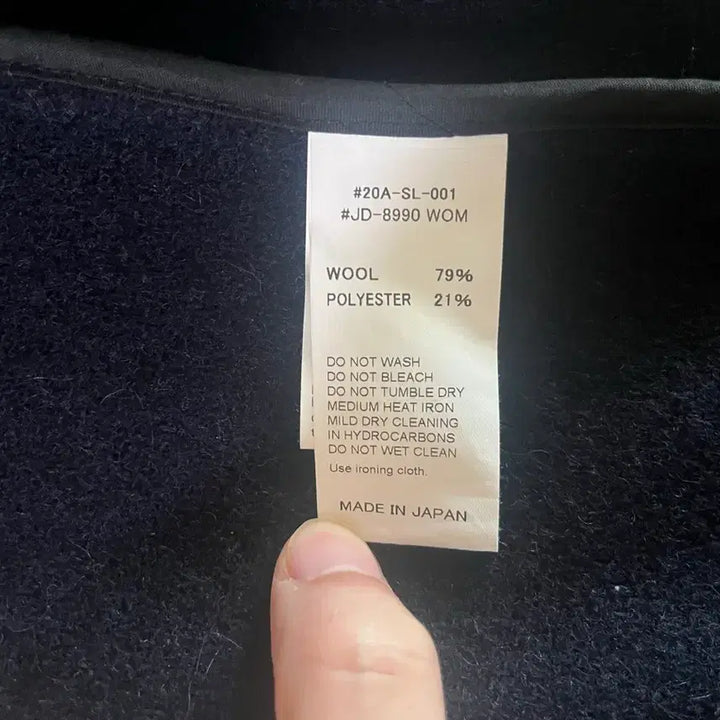 #20A-SL-001
#JD-8990 WOM
WOOL 79%
POLYESTER 21%
DO NOT WASH
DO NOT BLEACH
DO NOT TUMBLE DRY
MEDIUM HEAT IRON
MILD DRY CLEANING
IN HYDROCARBONS
DO NOT WET CLEAN
Use ironing cloth.
MADE IN JAPAN